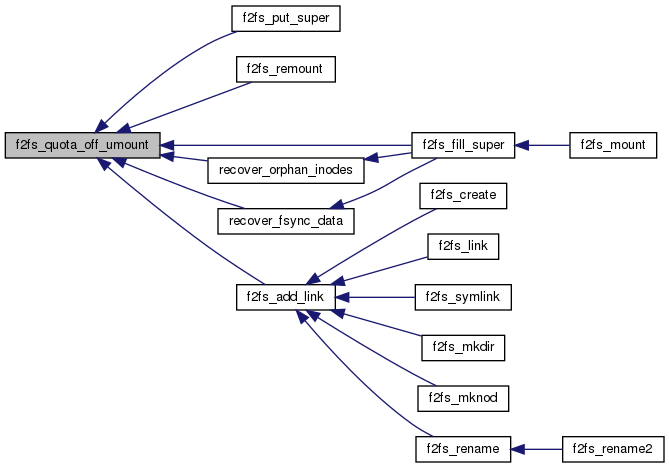 f2fs_put_super
f2fs_remount
f2fs_quota_off_umount
f2fs_fill_super
f2fs_mount
recover_orphan_inodes
f2fs_create
recover_fsync_data
f2fs_link
f2fs_add_link
f2fs_symlink
f2fs_mkdir
f2fs_mknod
f2fs_rename
f2fs_rename2